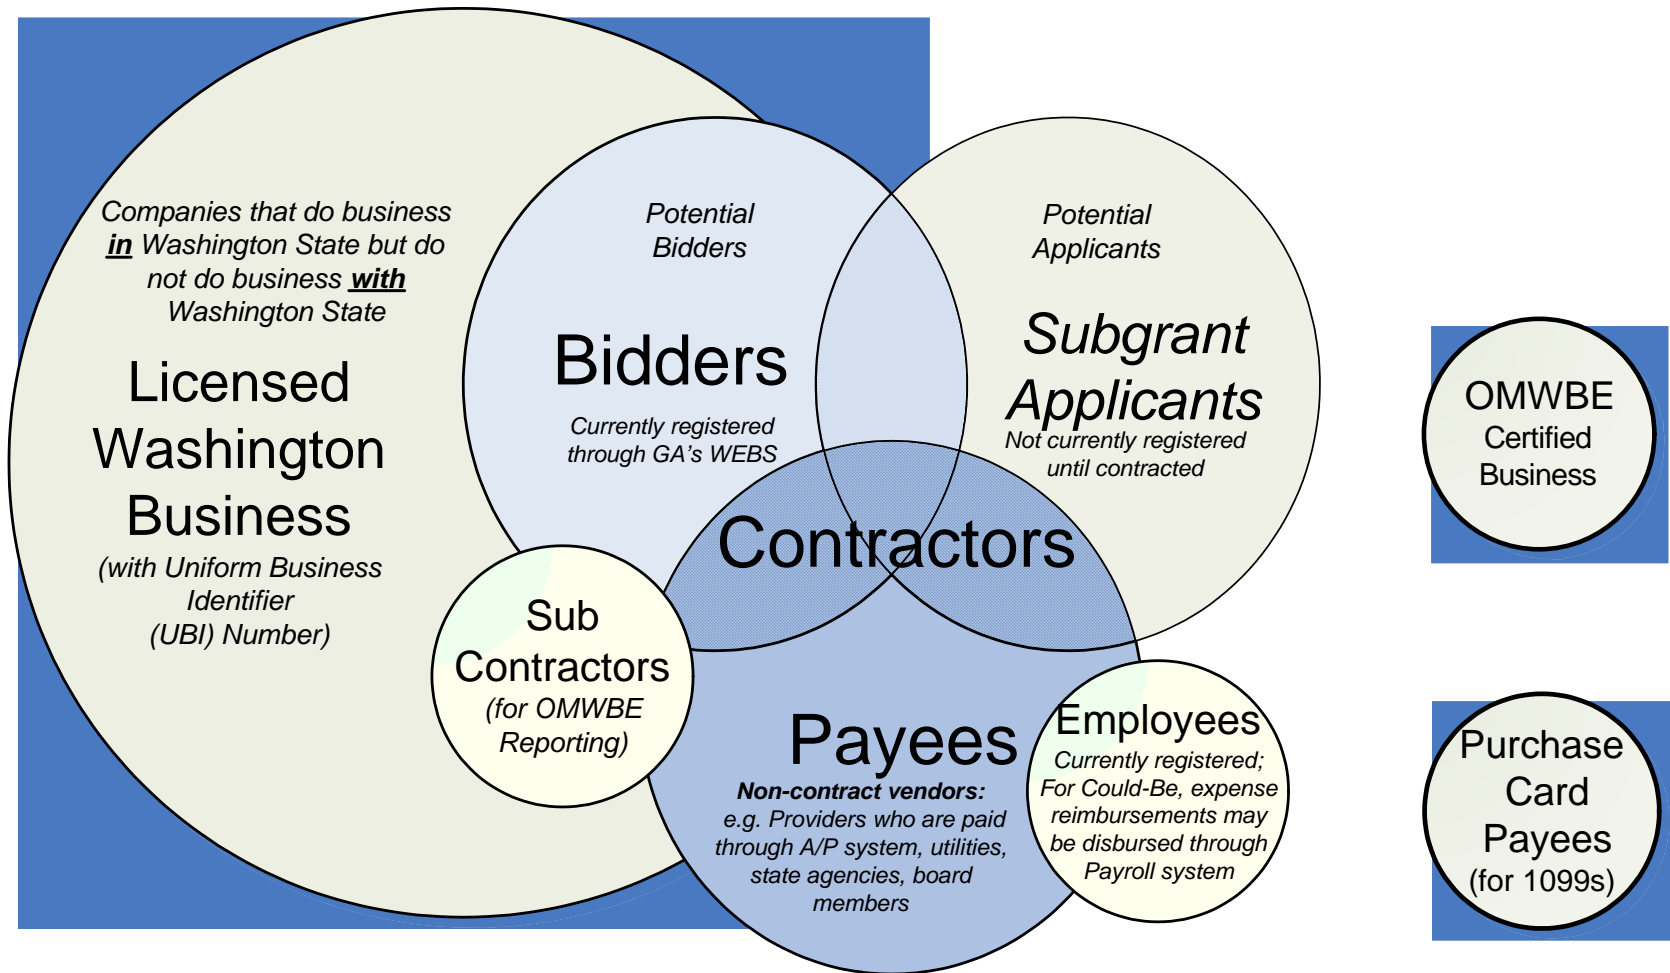 Companies that do business
in Washington State but do
not do business with
Washington State
Licensed
Washington
Business
(with Uniform Business
Identifier
(UBI) Number)
Potential
Bidders
Bidders
Currently registered
through GA's WEBS
Potential
Applicants
Subgrant
Applicants
Not currently registered
until contracted
Contractors
Sub
Contractors
(for OMWBE
Reporting)
Payees
Non-contract vendors:
e.g. Providers who are paid
through A/P system, utilities,
state agencies, board
members
Employees
Currently registered;
For Could-Be, expense
reimbursements may
be disbursed through
Payroll system
OMWBE
Certified
Business
Purchase
Card
Payees
(for 1099s)